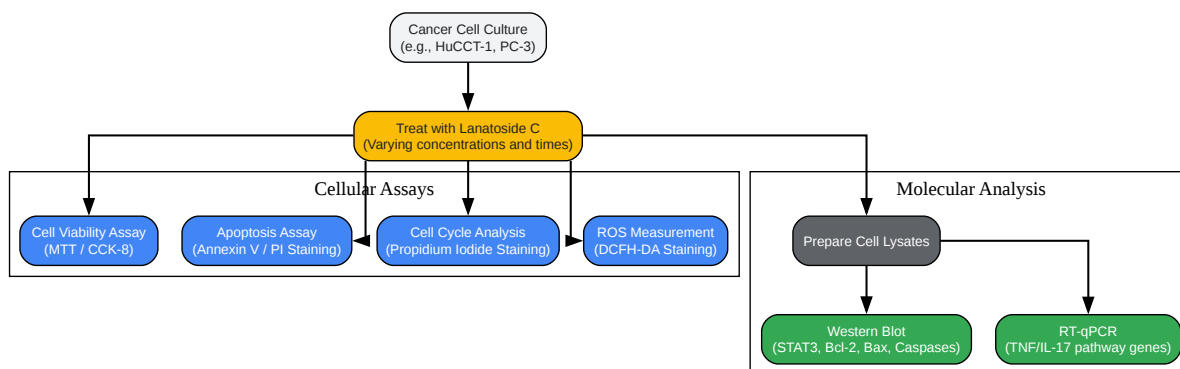 Cancer Cell Culture
(e.g., HuCCT-1, PC-3)
Treat with Lanatoside C
(Varying concentrations and times)
Cellular Assays
Molecular Analysis
Cell Viability Assay
(MTT / CCK-8)
Apoptosis Assay
(Annexin V / PI Staining)
Cell Cycle Analysis
(Propidium Iodide Staining)
ROS Measurement
(DCFH-DA Staining)
Prepare Cell Lysates
Western Blot
(STAT3, Bcl-2, Bax, Caspases)
RT-qPCR
(TNF/IL-17 pathway genes)